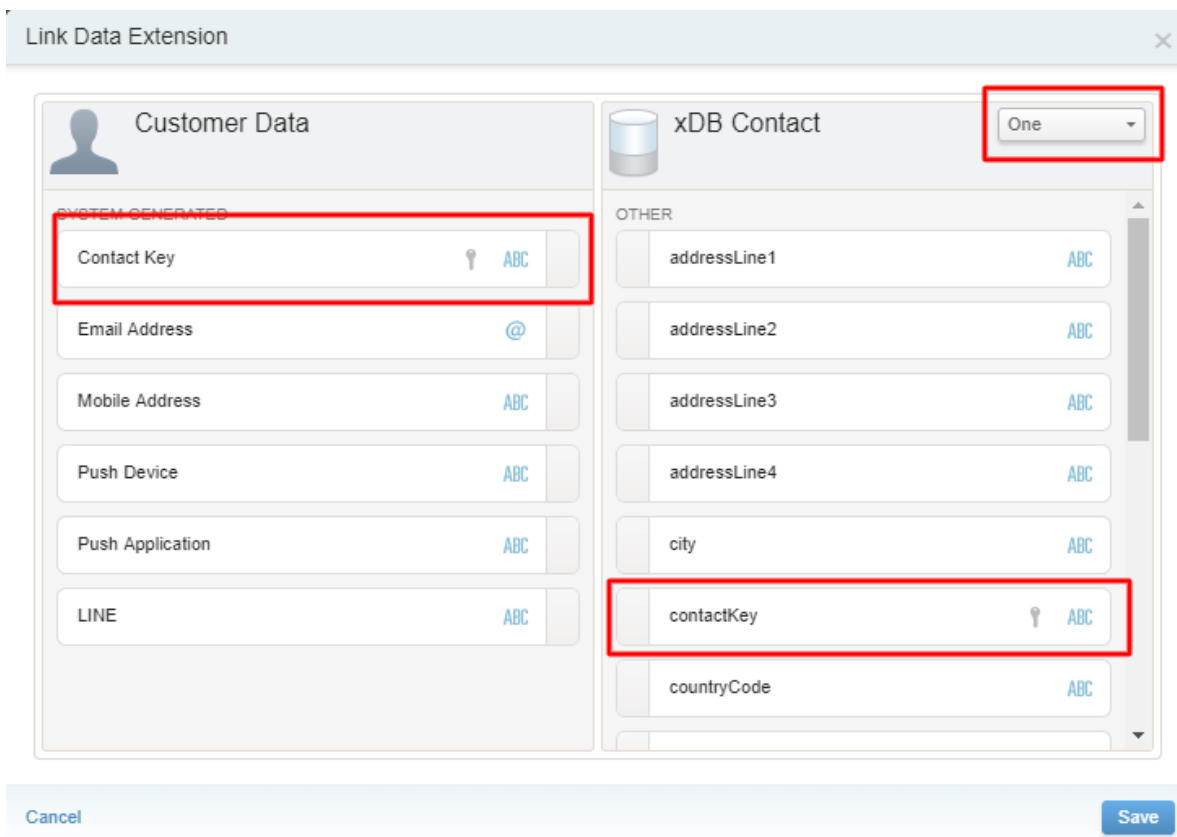 Link Data Extension
Customer Data
SYSTEM GENERATED
Contact Key ABC
Email Address @
Mobile Address ABC
Push Device ABC
Push Application ABC
LINE ABC
xDB Contact
One
OTHER
addressLine1 ABC
addressLine2 ABC
addressLine3 ABC
addressLine4 ABC
city ABC
contactKey ABC
countryCode ABC
Cancel
Save